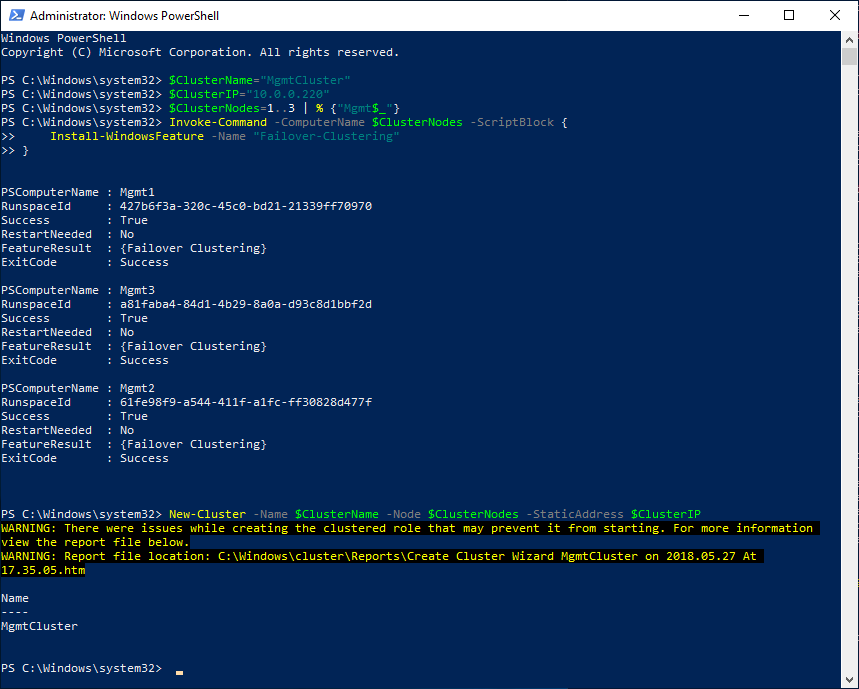 Administrator: Windows PowerShell
Windows PowerShell
Copyright (C) Microsoft Corporation. All rights reserved.
PS C:\Windows\system32> $ClusterName="MgmtCluster"
PS C:\Windows\system32> $ClusterIP="10.0.0.220"
PS C:\Windows\system32> $ClusterNodes=1..3 | % {"Mgmt$_"}
PS C:\Windows\system32> Invoke-Command -ComputerName $ClusterNodes -ScriptBlock {
>>     Install-WindowsFeature -Name "Failover-Clustering"
>> }
PSComputerName : Mgmt1
RunspaceId     : 427b6f3a-320c-45c0-bd21-21339ff70970
Success        : True
RestartNeeded  : No
FeatureResult  : {Failover Clustering}
ExitCode       : Success
PSComputerName : Mgmt3
RunspaceId     : a81faba4-84d1-4b29-8a0a-d93c8d1bbf2d
Success        : True
RestartNeeded  : No
FeatureResult  : {Failover Clustering}
ExitCode       : Success
PSComputerName : Mgmt2
RunspaceId     : 61fe98f9-a544-411f-a1fc-ff30828d477f
Success        : True
RestartNeeded  : No
FeatureResult  : {Failover Clustering}
ExitCode       : Success
PS C:\Windows\system32> New-Cluster -Name $ClusterName -Node $ClusterNodes -StaticAddress $ClusterIP
WARNING: There were issues while creating the clustered role that may prevent it from starting. For more information
view the report file below.
WARNING: Report file location: C:\Windows\cluster\Reports\Create Cluster Wizard MgmtCluster on 2018.05.27 At
17.35.05.htm
Name
----
MgmtCluster
PS C:\Windows\system32>